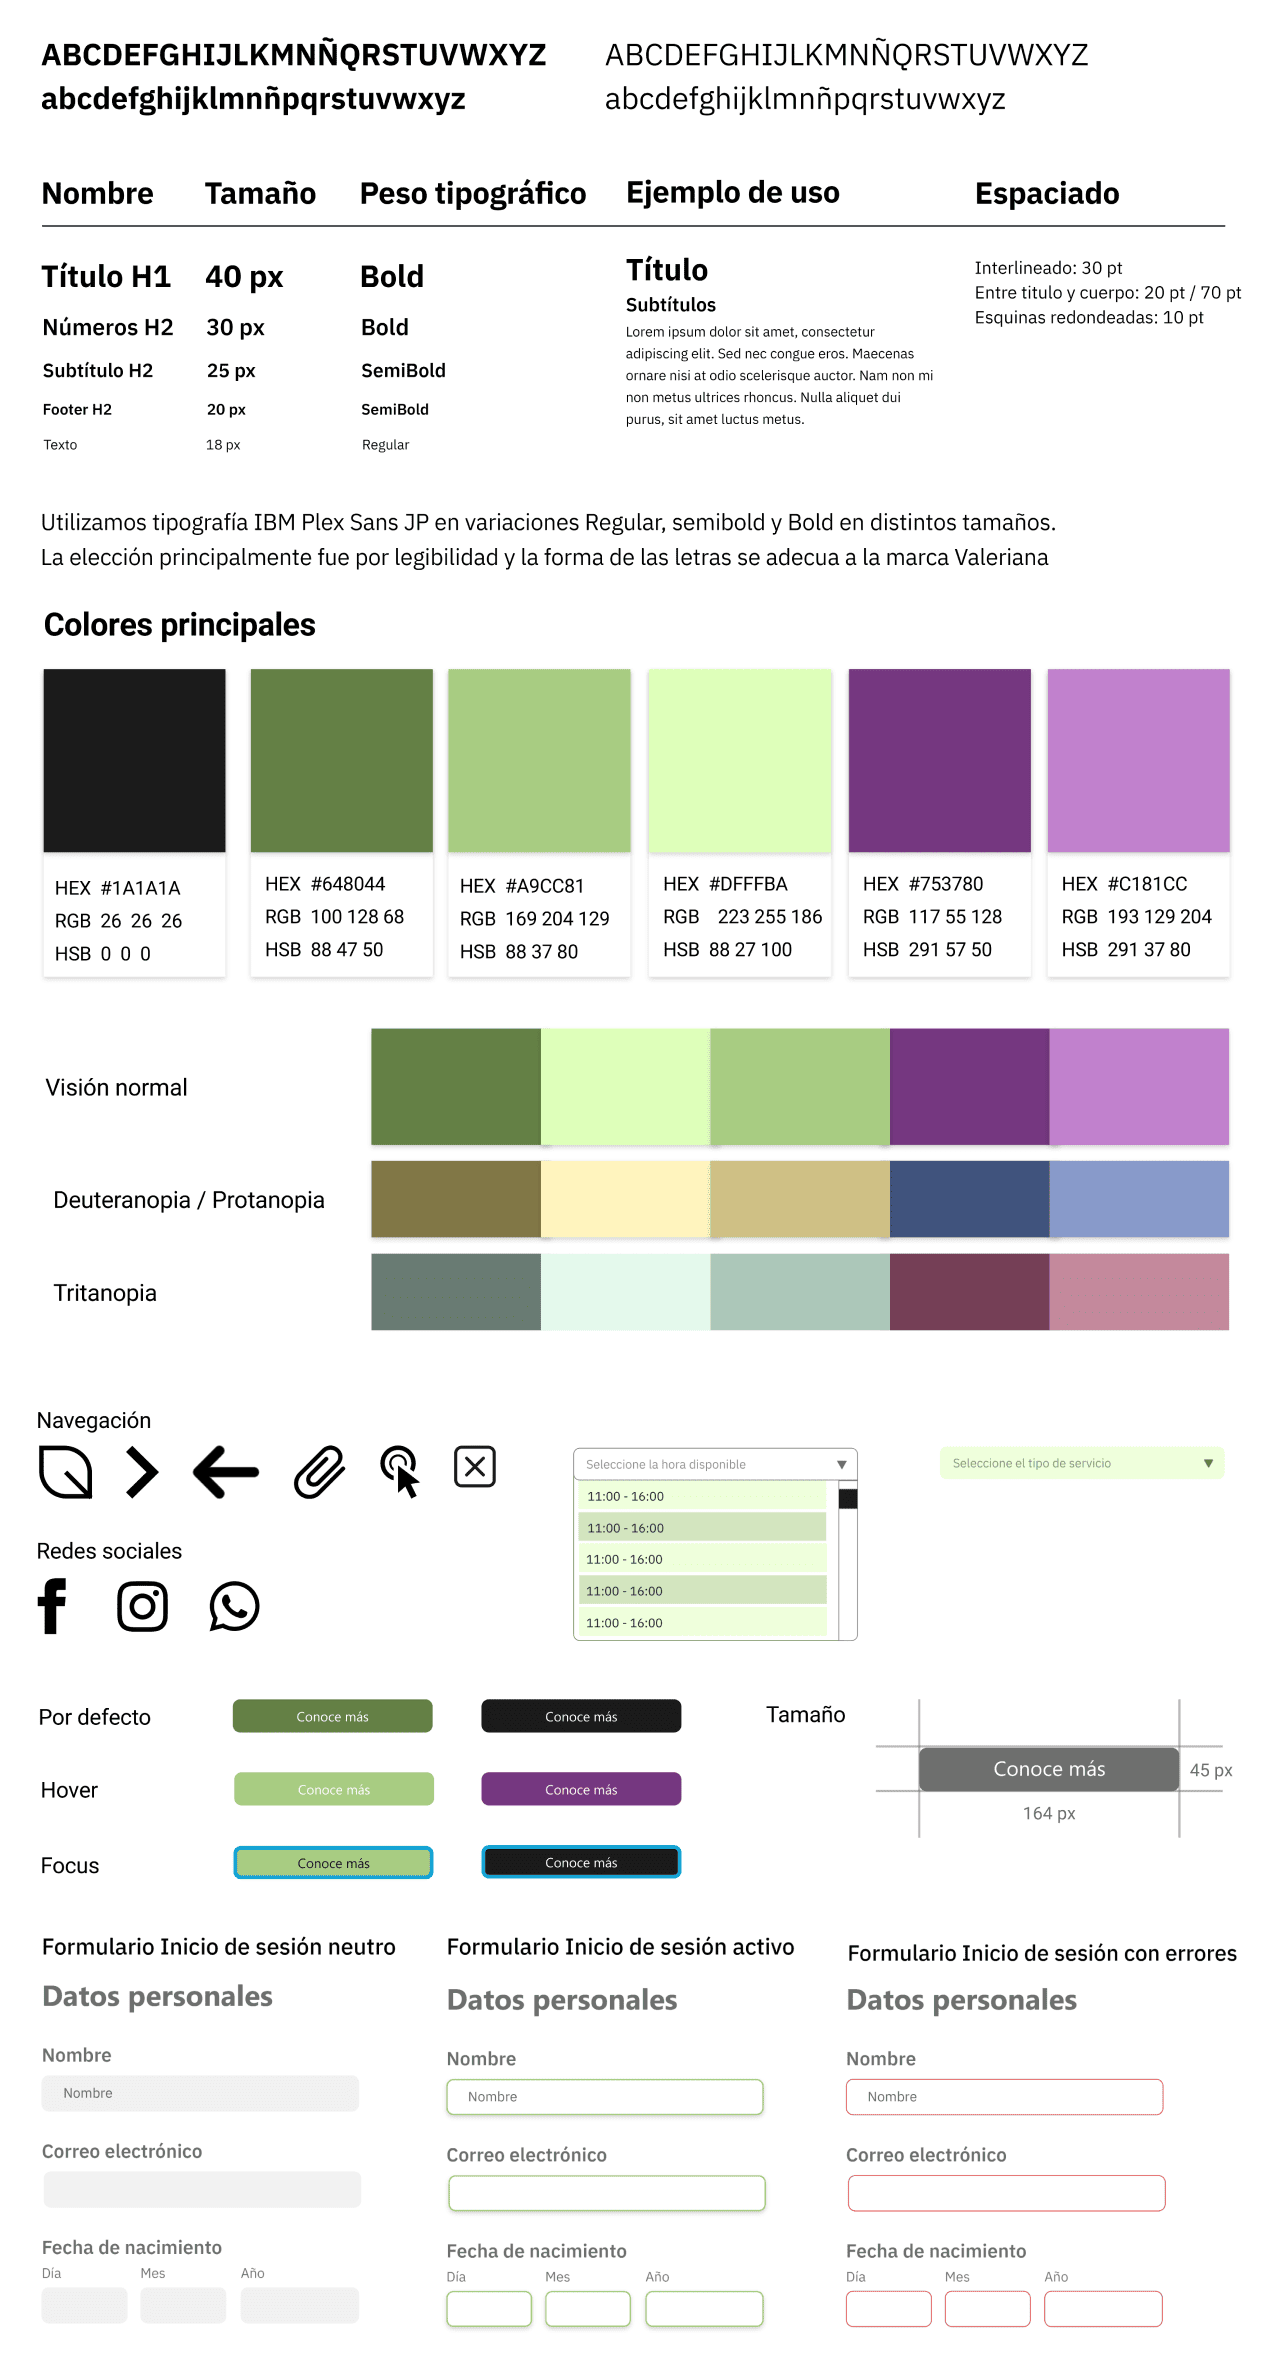 ABCDEFGHIJLKMNÑQRSTUVWXYZ
abcdefghijklmnñpqrstuvwxyz
ABCDEFGHIJLKMNÑQRSTUVWXYZ
abcdefghijklmnñpqrstuvwxyz
Nombre Tamaño Peso tipográfico Ejemplo de uso Espaciado
Título H1 40 px Bold
Números H2 30 px Bold
Subtítulo H2 25 px SemiBold
Footer H2 20 px SemiBold
Texto 18 px Regular
Título
Subtítulos
Lorem ipsum dolor sit amet, consectetur
adipiscing elit. Sed nec congue eros. Maecenas
ornare nisi at odio scelerisque auctor. Nam non mi
non metus ultrices rhoncus. Nulla aliquet dui
purus, sit amet luctus metus.
Interlineado: 30 pt
Entre titulo y cuerpo: 20 pt / 70 pt
Esquinas redondeadas: 10 pt
Utilizamos tipografía IBM Plex Sans JP en variaciones Regular, semibold y Bold en distintos tamaños.
La elección principalmente fue por legibilidad y la forma de las letras se adecua a la marca Valeriana
Colores principales
HEX #1A1A1A
RGB 26 26 26
HSB 0 0 0
HEX #648044
RGB 100 128 68
HSB 88 47 50
HEX #A9CC81
RGB 169 204 129
HSB 88 37 80
HEX #DFFFBA
RGB 223 255 186
HSB 88 27 100
HEX #753780
RGB 117 55 128
HSB 291 57 50
HEX #C181CC
RGB 193 129 204
HSB 291 37 80
Visión normal
Deuteranopia / Protanopia
Tritanopia
Navegación
Redes sociales
Seleccione la hora disponible
11:00 - 16:00
11:00 - 16:00
11:00 - 16:00
11:00 - 16:00
11:00 - 16:00
Seleccione el tipo de servicio
Por defecto
Conoce más
Conoce más
Hover
Conoce más
Conoce más
Focus
Conoce más
Conoce más
Tamaño
Conoce más
45 px
164 px
Formulario Inicio de sesión neutro
Datos personales
Nombre
Nombre
Correo electrónico
Fecha de nacimiento
Día Mes Año
Formulario Inicio de sesión activo
Datos personales
Nombre
Nombre
Correo electrónico
Fecha de nacimiento
Día Mes Año
Formulario Inicio de sesión con errores
Datos personales
Nombre
Nombre
Correo electrónico
Fecha de nacimiento
Día Mes Año